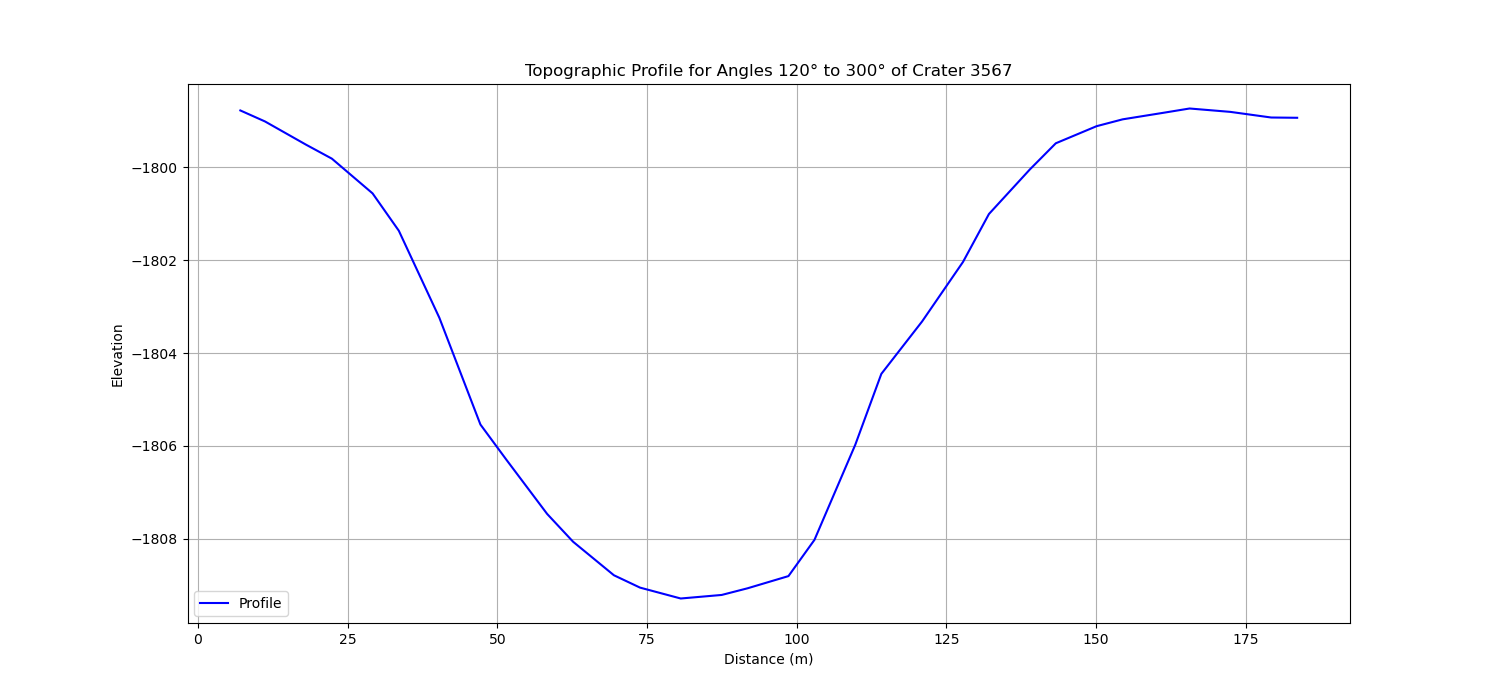 Topographic Profile for Angles 120° to 300° of Crater 3567
Elevation
−1800
−1802
−1804
−1806
−1808
Profile
0 25 50 75 100 125 150 175
Distance (m)